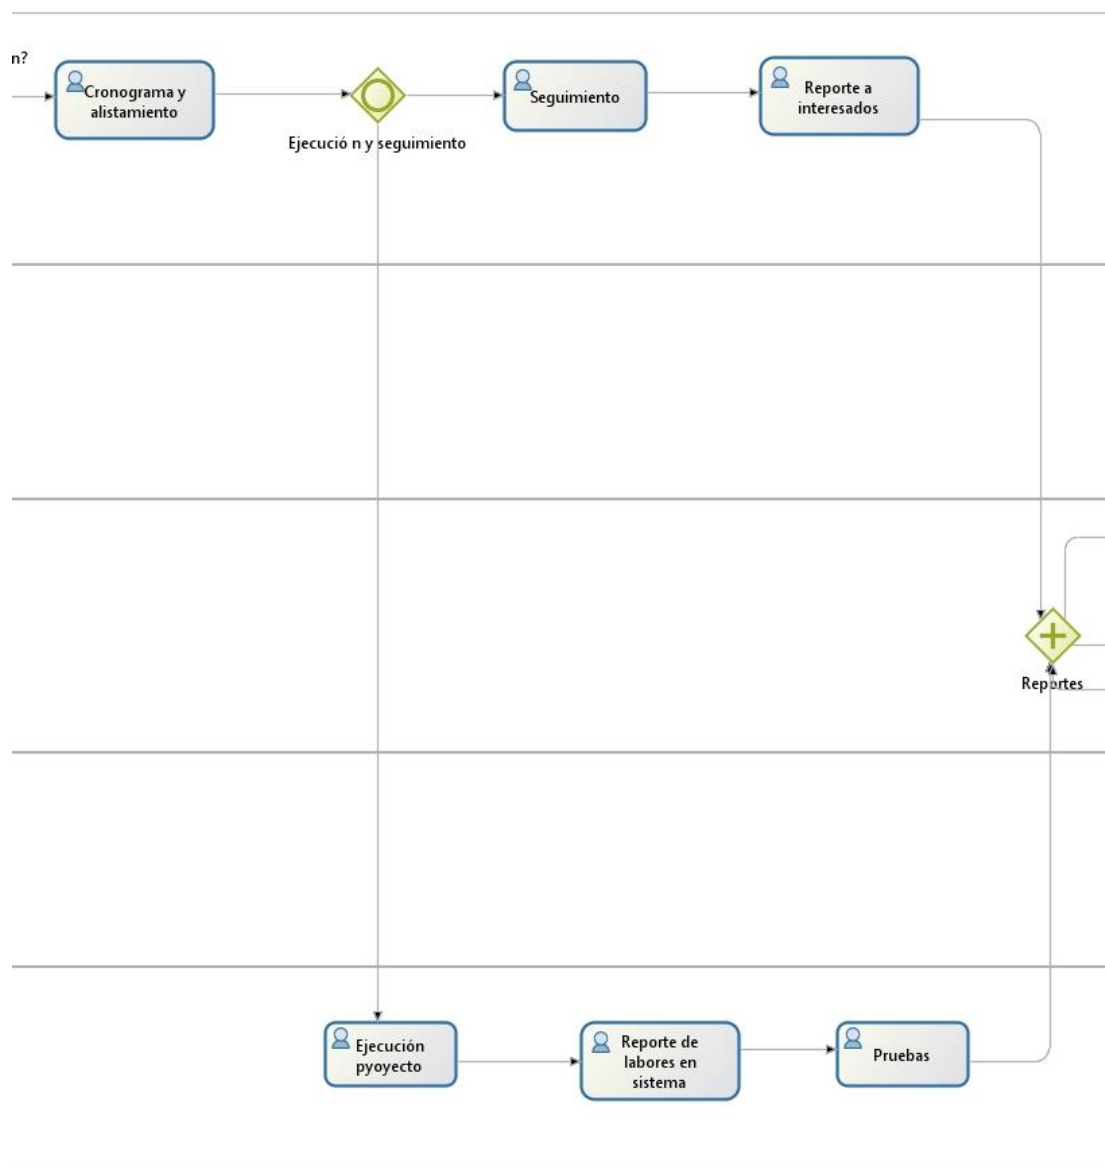 n?
Cronograma y
alistamiento
Ejecució n y seguimiento
Seguimiento
Reporte a
interesados
Reportes
Ejecución
pyoyecto
Reporte de
labores en
sistema
Pruebas